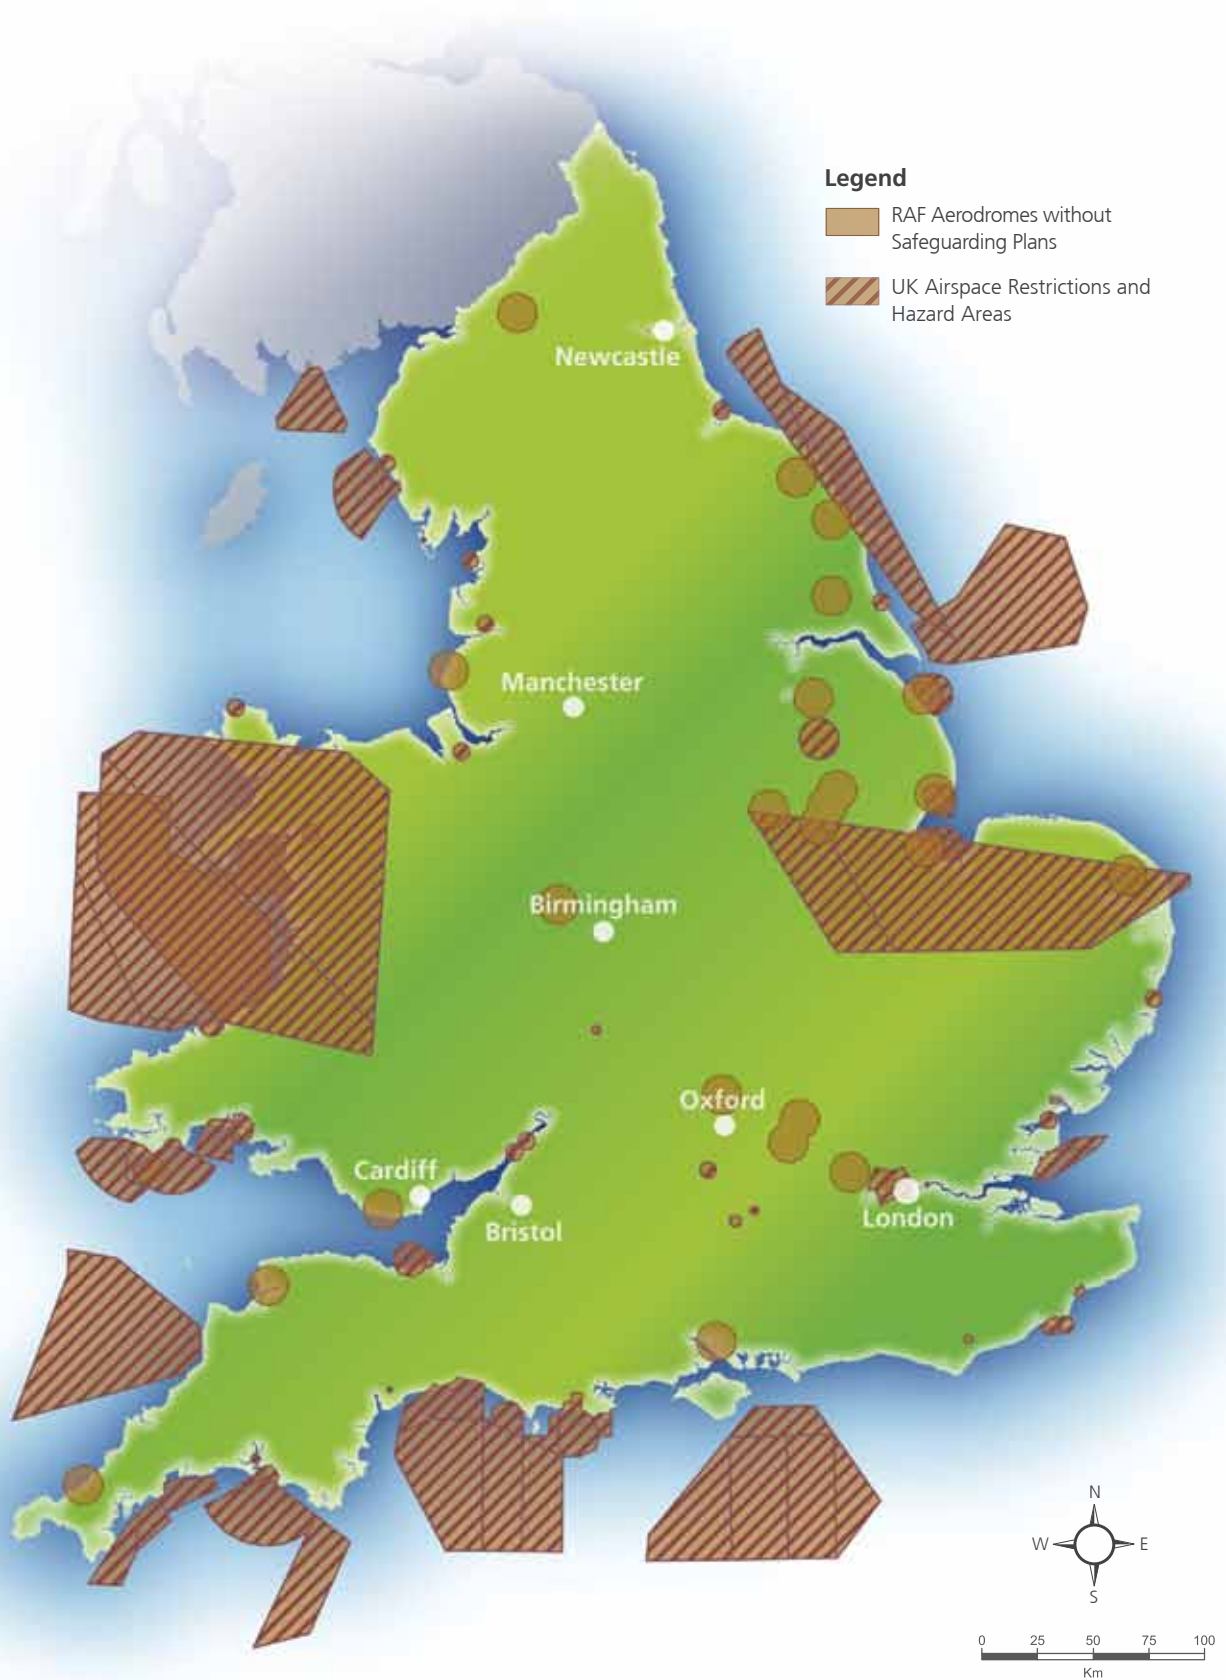 Legend
RAF Aerodromes without
Safeguarding Plans
UK Airspace Restrictions and
Hazard Areas
Newcastle
Manchester
Birmingham
Oxford
Cardiff
Bristol
London
N
W
E
S
0 25 50 75 100
Km